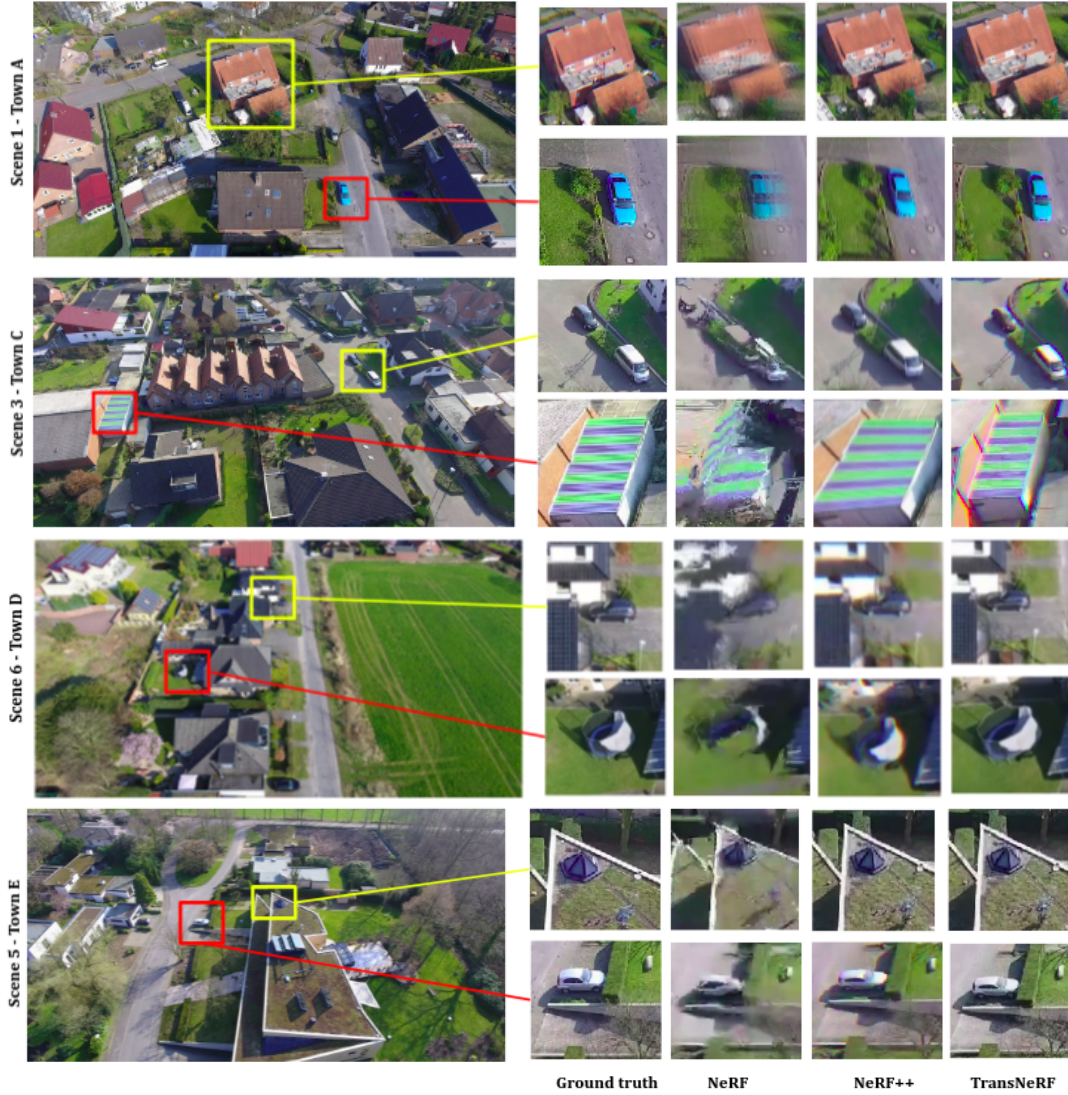 Scene 1 - Town A
Scene 3 - Town C
Scene 6 - Town D
Scene 5 - Town E
Ground truth NeRF NeRF++ TransNeRF